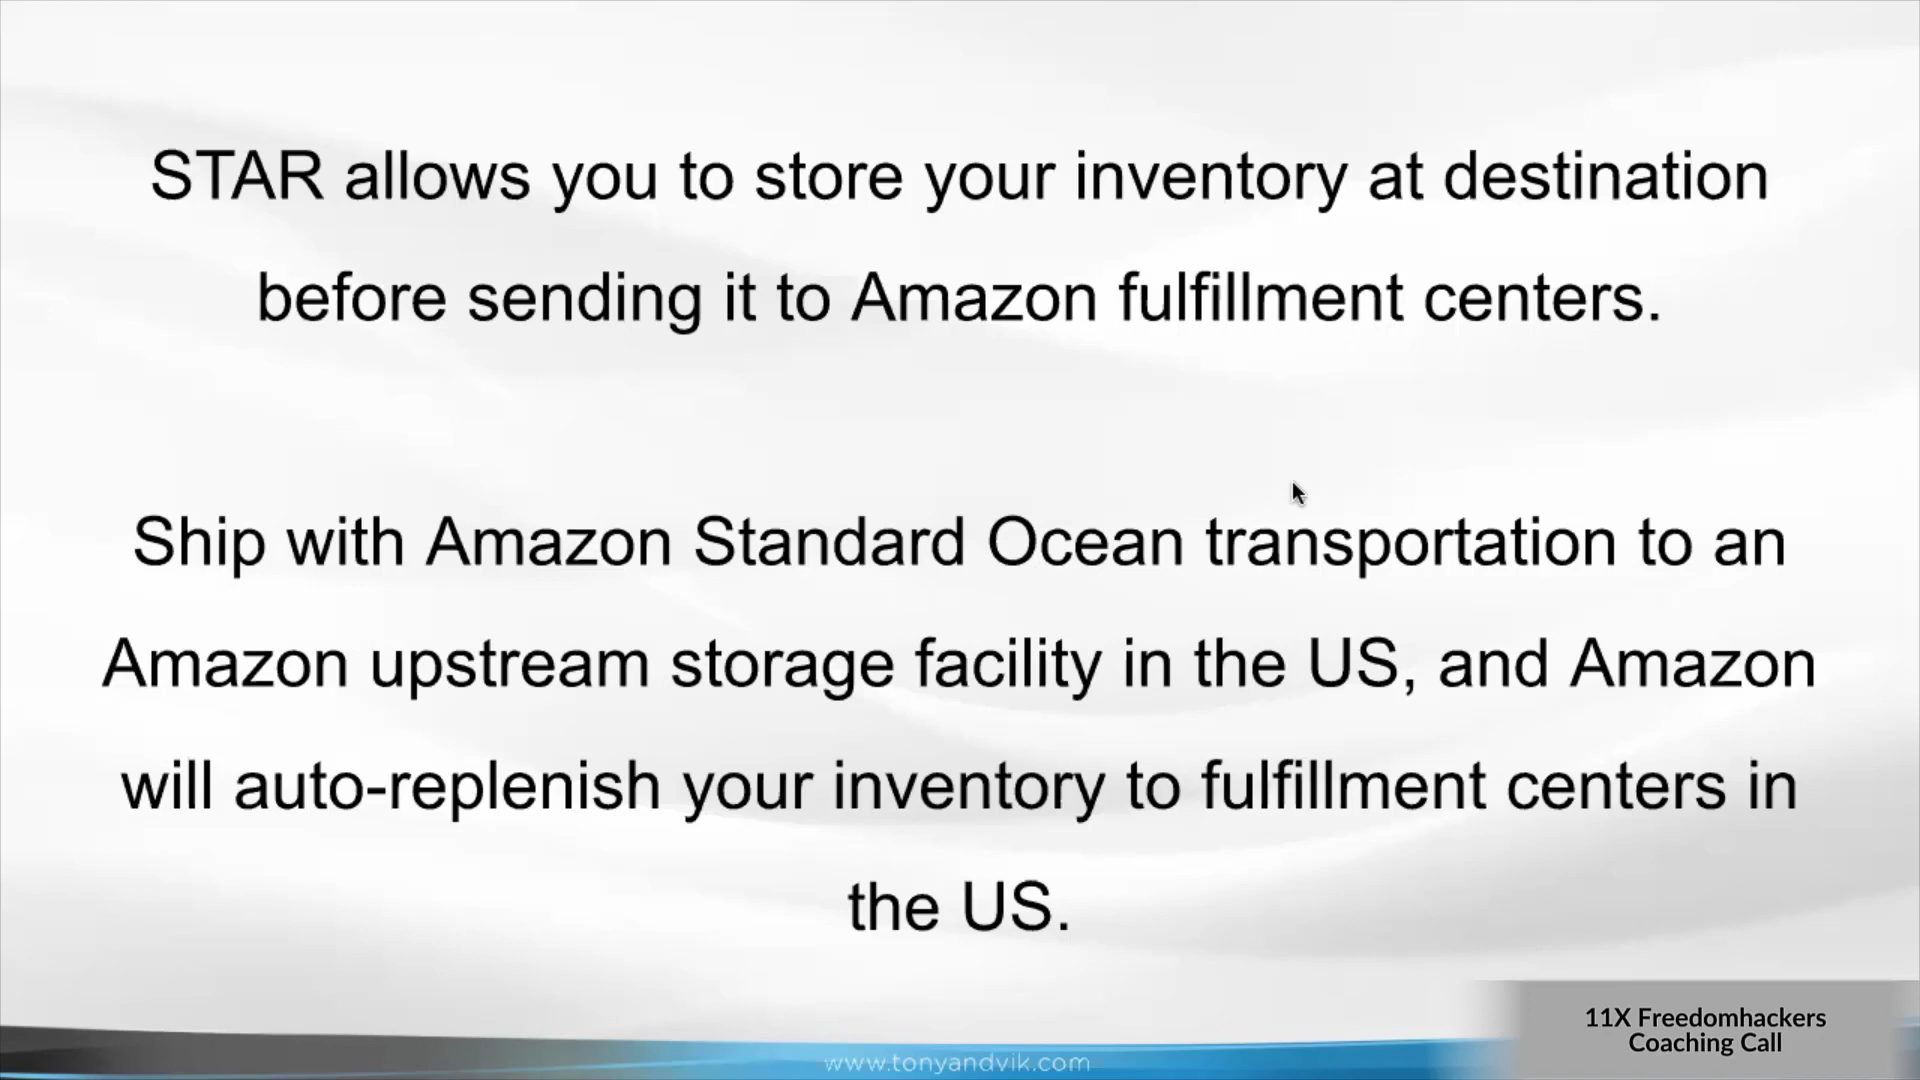 STAR allows you to store your inventory at destination
before sending it to Amazon fulfillment centers.
Ship with Amazon Standard Ocean transportation to an
Amazon upstream storage facility in the US, and Amazon
will auto-replenish your inventory to fulfillment centers in
the US.
11X Freedomhackers
Coaching Call
www.tonyandvik.com